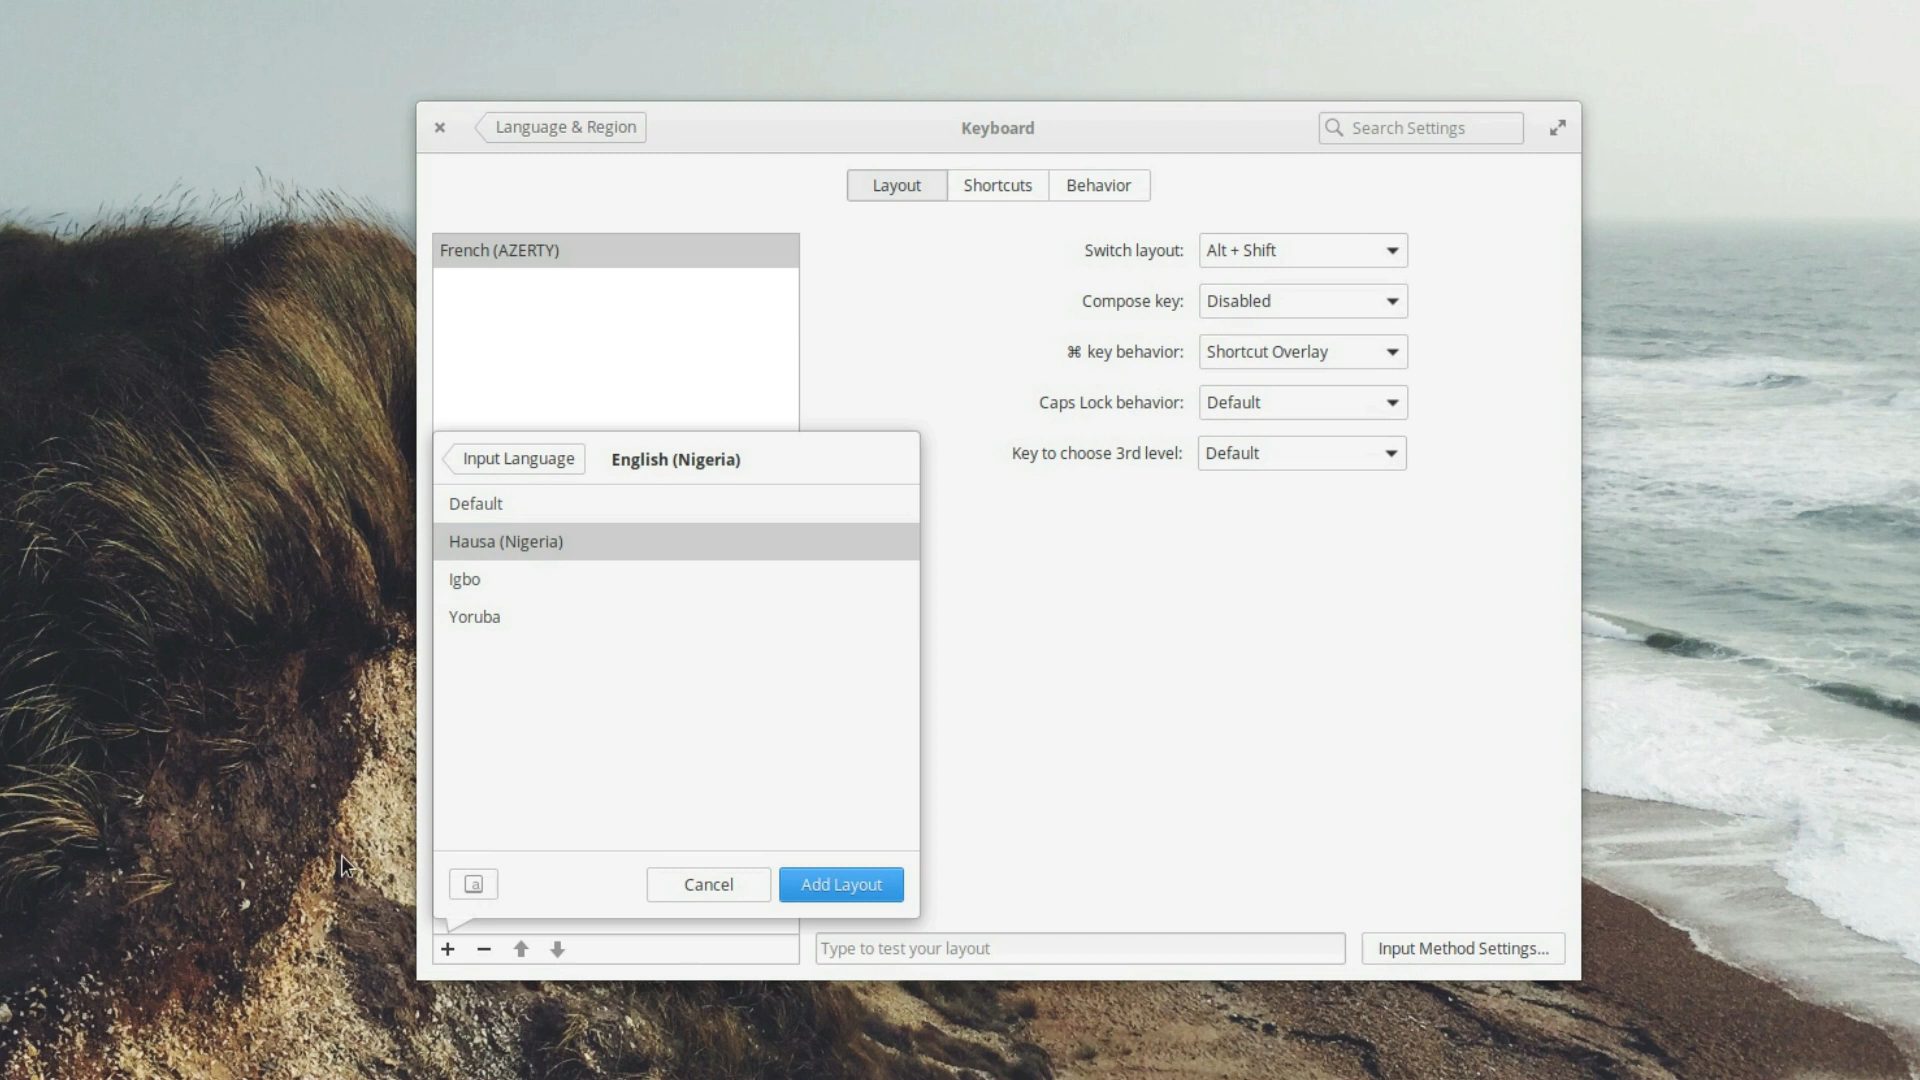 Language & Region
Keyboard
Search Settings
Layout
Shortcuts
Behavior
French (AZERTY)
Switch layout:
Alt + Shift
Compose key:
Disabled
⌘ key behavior:
Shortcut Overlay
Caps Lock behavior:
Default
Key to choose 3rd level:
Default
Input Language
English (Nigeria)
Default
Hausa (Nigeria)
Igbo
Yoruba
a
Cancel
Add Layout
Type to test your layout
Input Method Settings...